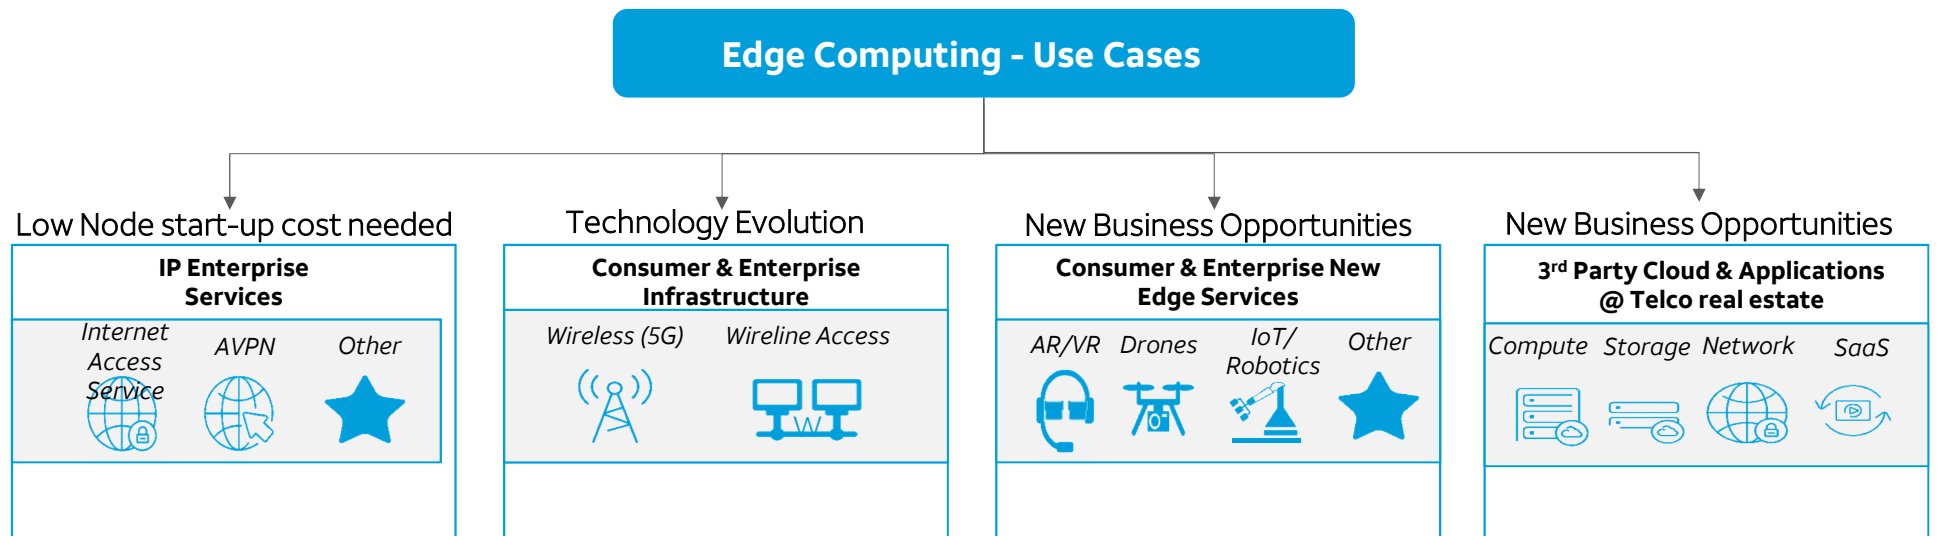 Edge Computing - Use Cases
Low Node start-up cost needed
IP Enterprise
Services
Internet
Access
Service
AVPN
Other
Technology Evolution
Consumer & Enterprise
Infrastructure
Wireless (5G)
Wireline Access
New Business Opportunities
Consumer & Enterprise New
Edge Services
AR/VR
Drones
IoT/
Robotics
Other
New Business Opportunities
3rd Party Cloud & Applications
@ Telco real estate
Compute
Storage
Network
SaaS